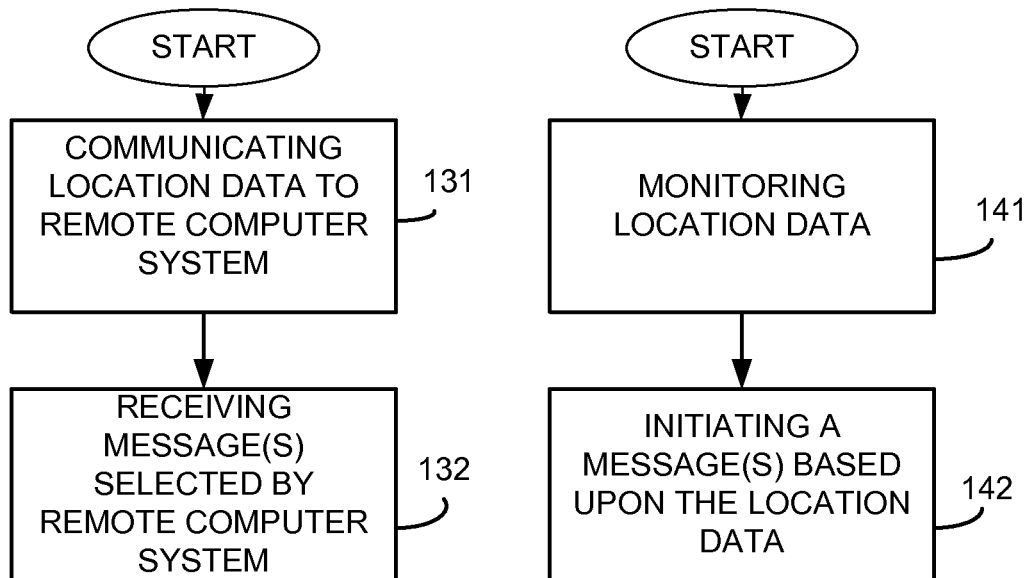 START
COMMUNICATING
LOCATION DATA TO
REMOTE COMPUTER
SYSTEM
131
RECEIVING
MESSAGE(S)
SELECTED BY
REMOTE COMPUTER
SYSTEM
132
START
MONITORING
LOCATION DATA
141
INITIATING A
MESSAGE(S) BASED
UPON THE LOCATION
DATA
142